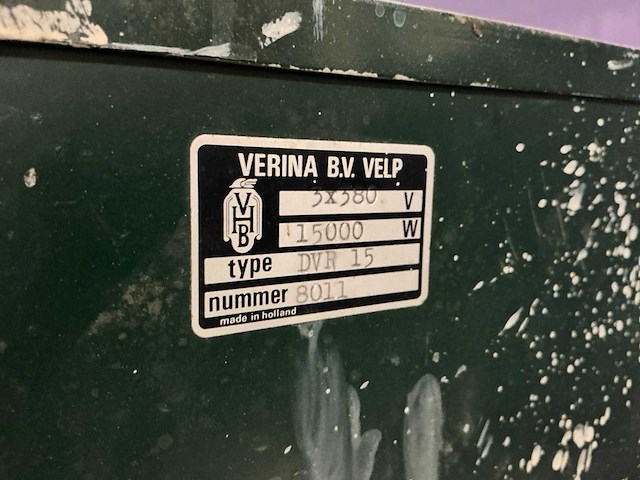 VERINA B.V. VELP
VHB
3x380 V
15000 W
type DVR 15
nummer 8011
made in holland